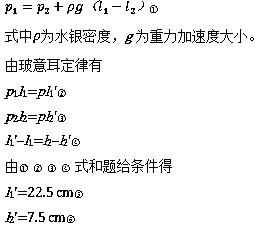 p₁ = p₂ + ρg（l₁-l₂）①
式中ρ为水银密度，g为重力加速度大小。
由玻意耳定律有
p₁l₁=pl₁′②
p₂l₂=pl₂′③
l₁′-l₁=l₂-l₂′④
由①②③④式和题给条件得
l₁′=22.5 cm⑤
l₂′=7.5 cm⑥